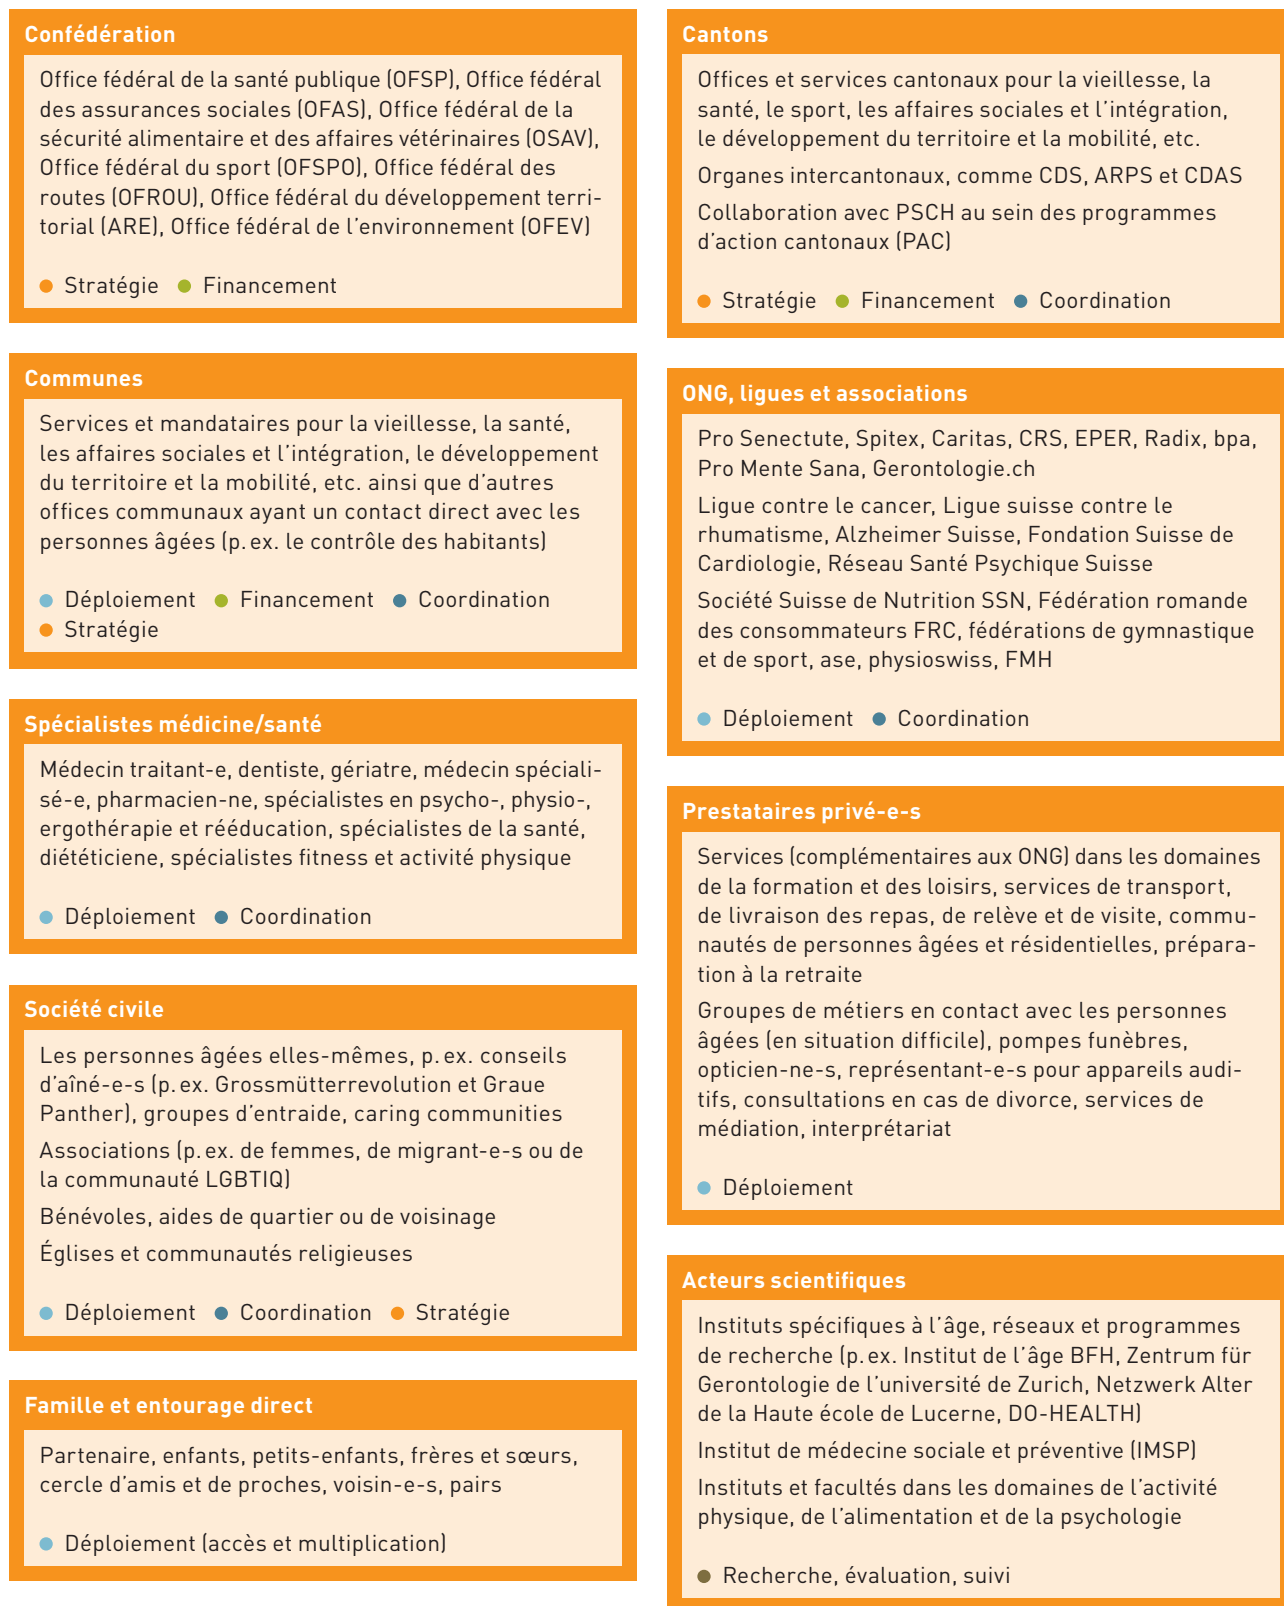 Confédération
Office fédéral de la santé publique (OFSP), Office fédéral
des assurances sociales (OFAS), Office fédéral de la
sécurité alimentaire et des affaires vétérinaires (OSAV),
Office fédéral du sport (OFSPO), Office fédéral des
routes (OFROU), Office fédéral du développement terri-
torial (ARE), Office fédéral de l'environnement (OFEV)
Stratégie Financement
Communes
Services et mandataires pour la vieillesse, la santé,
les affaires sociales et l'intégration, le développement
du territoire et la mobilité, etc. ainsi que d'autres
offices communaux ayant un contact direct avec les
personnes âgées (p. ex. le contrôle des habitants)
Déploiement Financement Coordination
Stratégie
Spécialistes médicine/santé
Médecin traitant-e, dentiste, gériatre, médecin spéciali-
sé-e, pharmacien-ne, spécialistes en psycho-, physio-,
ergothérapie et rééducation, spécialistes de la santé,
diététiciene, spécialistes fitness et activité physique
Déploiement Coordination
Société civile
Les personnes âgées elles-mêmes, p. ex. conseils
d'aîné-e-s (p. ex. Grossmütterrevolution et Graue
Panther), groupes d'entraide, caring communities
Associations (p. ex. de femmes, de migrant-e-s ou de
la communauté LGBTIQ)
Bénévoles, aides de quartier ou de voisinage
Églises et communautés religieuses
Déploiement Coordination Stratégie
Famille et entourage direct
Partenaire, enfants, petits-enfants, frères et sœurs,
cercle d'amis et de proches, voisin-e-s, pairs
Déploiement (accès et multiplication)
Cantons
Offices et services cantonaux pour la vieillesse, la
santé, le sport, les affaires sociales et l'intégration,
le développement du territoire et la mobilité, etc.
Organes intercantonaux, comme CDS, ARPS et CDAS
Collaboration avec PSCH au sein des programmes
d'action cantonaux (PAC)
Stratégie Financement Coordination
ONG, ligues et associations
Pro Senectute, Spitex, Caritas, CRS, EPER, Radix, bpa,
Pro Mente Sana, Gerontologie.ch
Ligue contre le cancer, Ligue suisse contre le
rhumatisme, Alzheimer Suisse, Fondation Suisse de
Cardiologie, Réseau Santé Psychique Suisse
Société Suisse de Nutrition SSN, Fédération romande
des consommateurs FRC, fédérations de gymnastique
et de sport, ase, physioswiss, FMH
Déploiement Coordination
Prestataires privé-e-s
Services (complémentaires aux ONG) dans les domaines
de la formation et des loisirs, services de transport,
de livraison des repas, de relève et de visite, commu-
nautés de personnes âgées et résidentielles, prépara-
tion à la retraite
Groupes de métiers en contact avec les personnes
âgées (en situation difficile), pompes funèbres,
opticien-ne-s, représentant-e-s pour appareils audi-
tifs, consultations en cas de divorce, services de
médiation, interprétariat
Déploiement
Acteurs scientifiques
Instituts spécifiques à l'âge, réseaux et programmes
de recherche (p. ex. Institut de l'âge BFH, Zentrum für
Gerontologie de l'université de Zurich, Netzwerk Alter
de la Haute école de Lucerne, DO-HEALTH)
Institut de médecine sociale et préventive (IMSP)
Instituts et facultés dans les domaines de l'activité
physique, de l'alimentation et de la psychologie
Recherche, évaluation, suivi